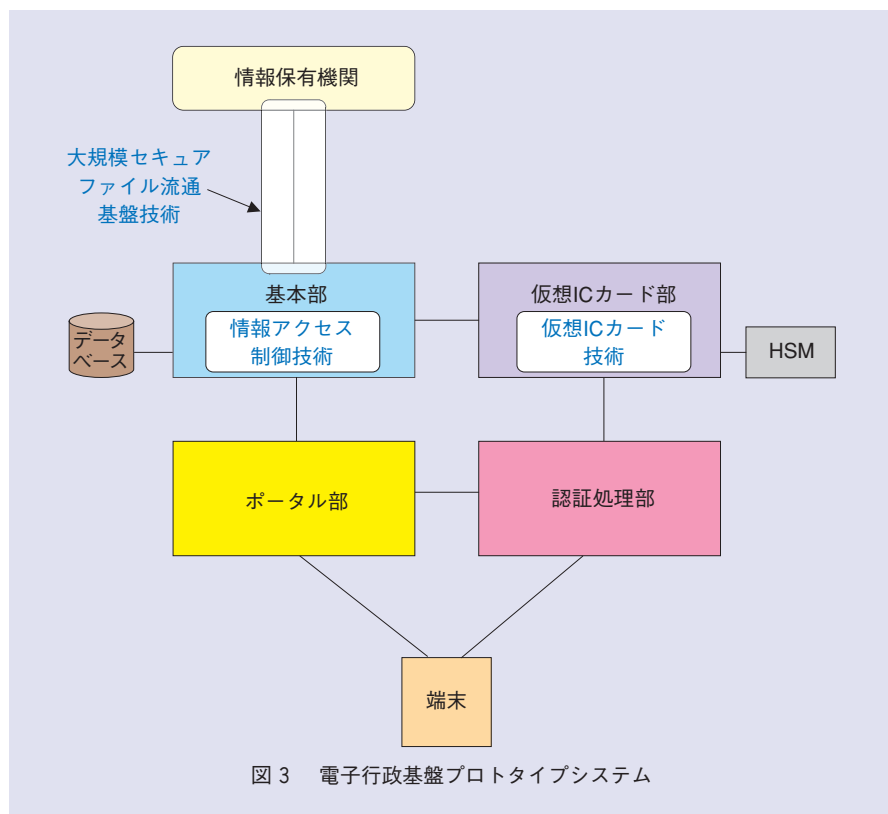 情報保有機関
大規模セキュア
ファイル流通
基盤技術
基本部
情報アクセス
制御技術
仮想ICカード部
仮想ICカード
技術
データ
ベース
HSM
ポータル部
認証処理部
端末
図3 電子行政基盤プロトタイプシステム